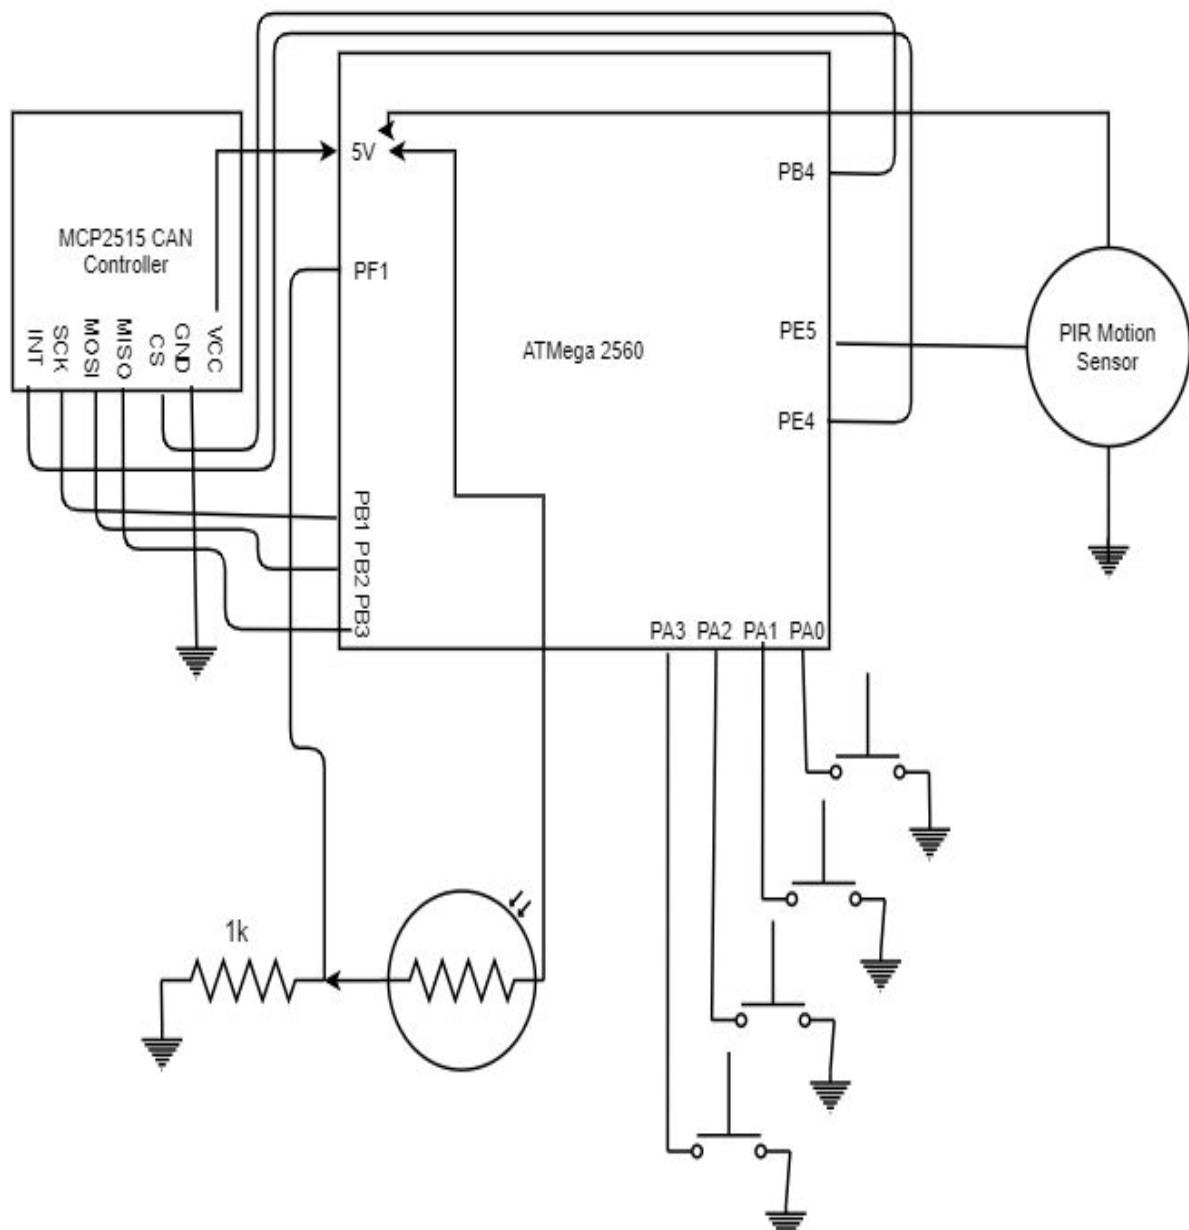 5V
PB4
MCP2515 CAN
Controller
PF1
ATMega 2560
PE5
PIR Motion
Sensor
INT
SCK
MOSI
MISO
CS
GND
VCC
PE4
PB1
PB2
PB3
PA3
PA2
PA1
PA0
1k